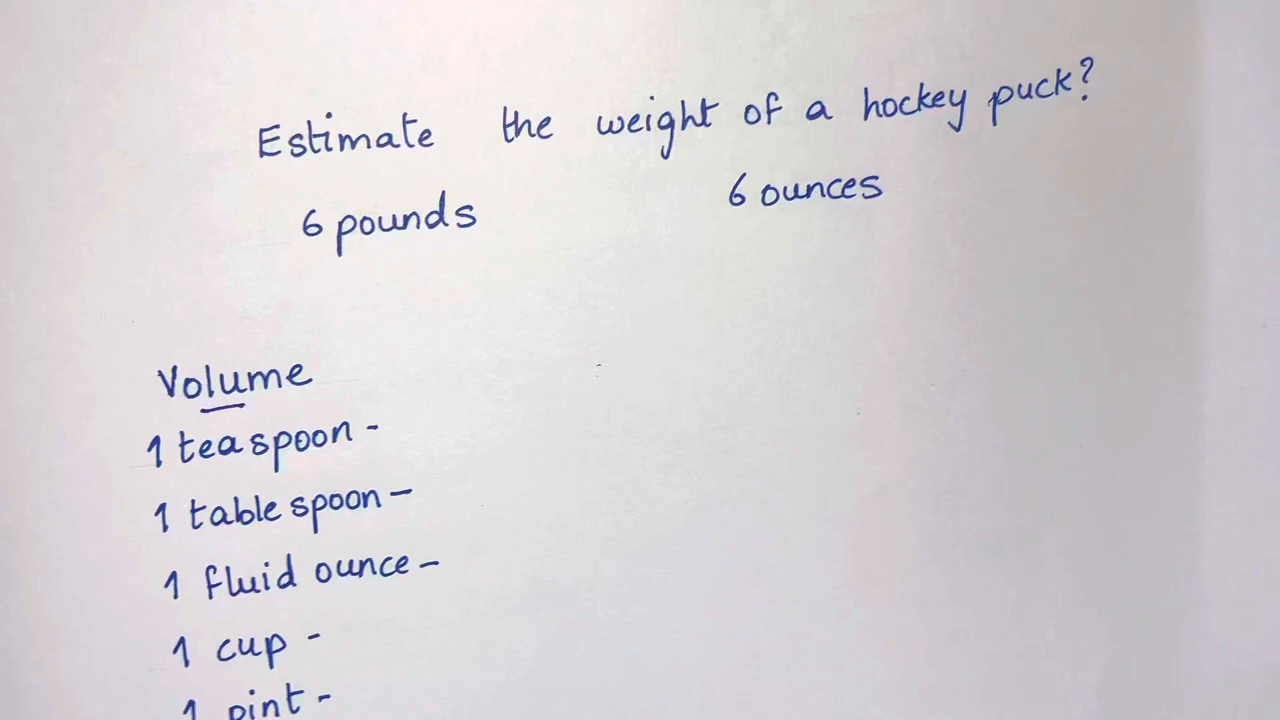 Estimate the weight of a hockey puck?
6 pounds 6 ounces
Volume
1 teaspoon -
1 tablespoon -
1 fluid ounce -
1 cup -
1 pint -